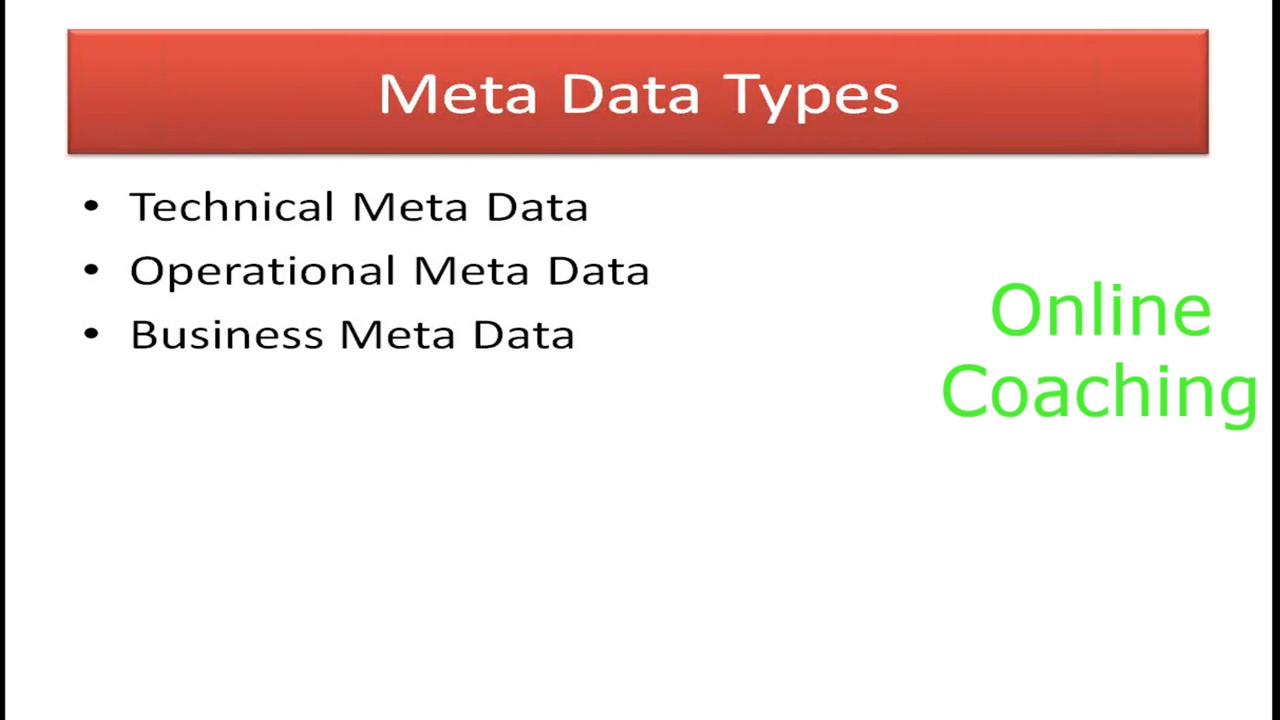 Meta Data Types
• Technical Meta Data
• Operational Meta Data
• Business Meta Data
Online
Coaching